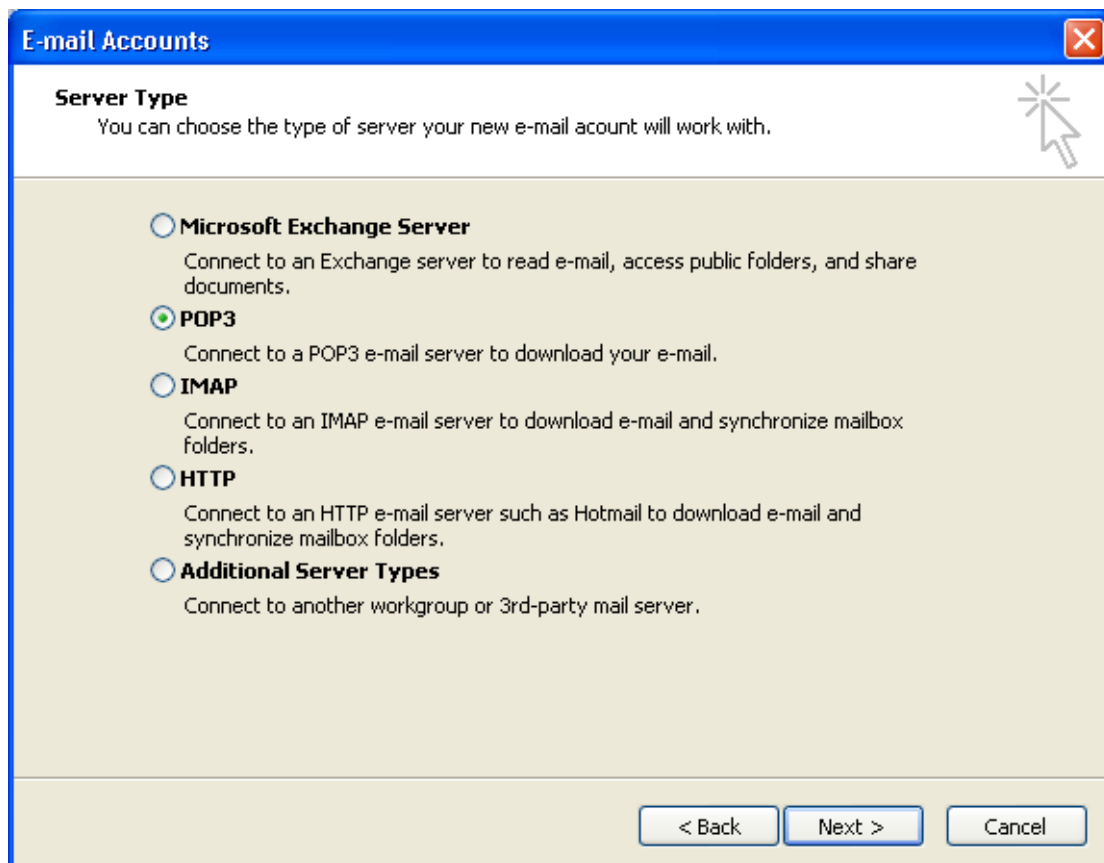 E-mail Accounts
Server Type
You can choose the type of server your new e-mail acount will work with.
Microsoft Exchange Server
Connect to an Exchange server to read e-mail, access public folders, and share
documents.
POP3
Connect to a POP3 e-mail server to download your e-mail.
IMAP
Connect to an IMAP e-mail server to download e-mail and synchronize mailbox
folders.
HTTP
Connect to an HTTP e-mail server such as Hotmail to download e-mail and
synchronize mailbox folders.
Additional Server Types
Connect to another workgroup or 3rd-party mail server.
< Back Next > Cancel